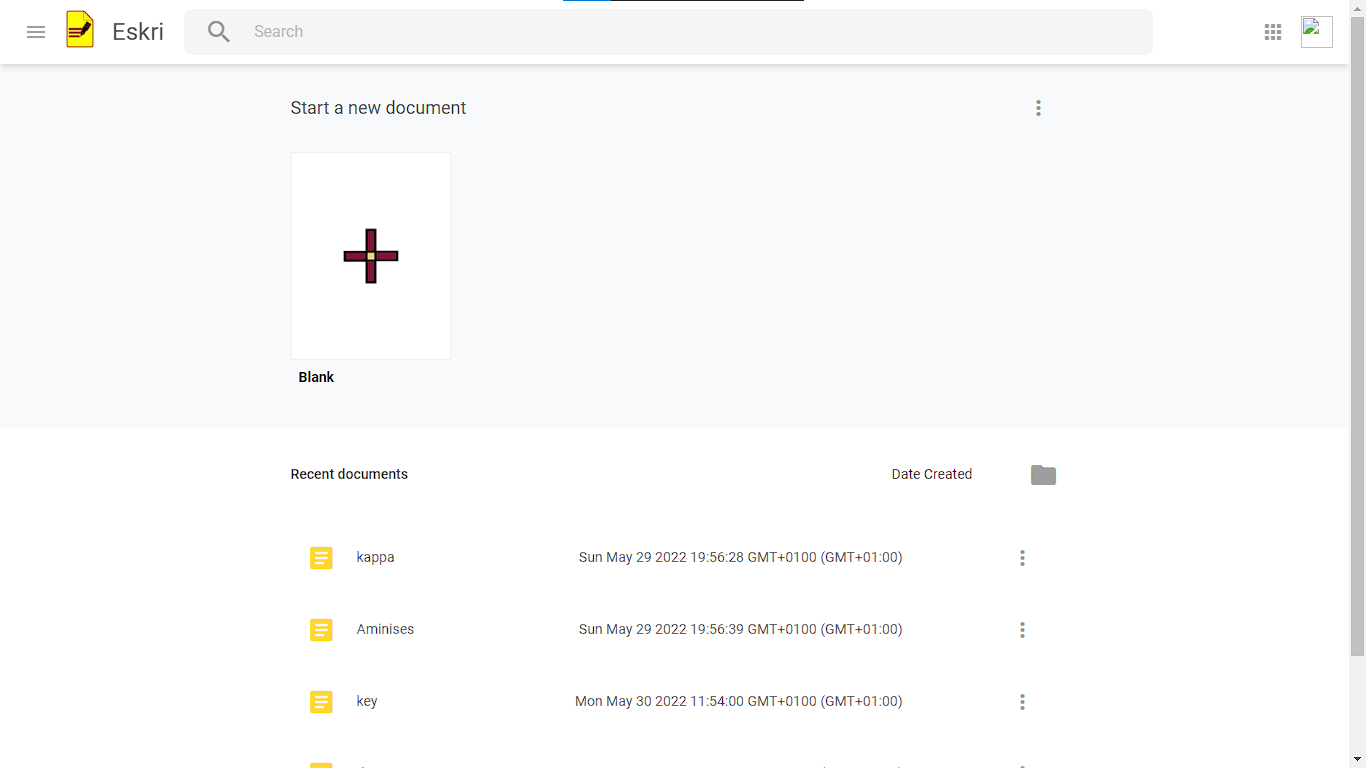 Eskri
Search
Start a new document
Blank
Recent documents
Date Created
kappa Sun May 29 2022 19:56:28 GMT+0100 (GMT+01:00)
Aminises Sun May 29 2022 19:56:39 GMT+0100 (GMT+01:00)
key Mon May 30 2022 11:54:00 GMT+0100 (GMT+01:00)